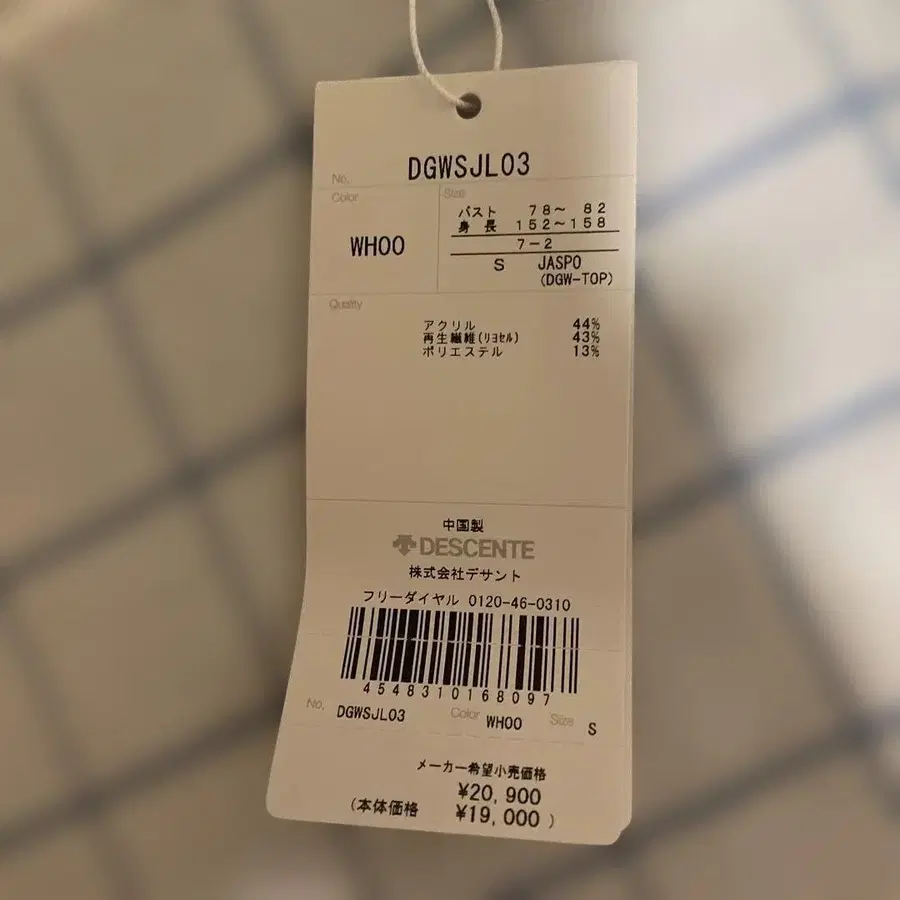 No. DGWSJL03
Color
WH00
Size
バスト 78～ 82
身 長 152～158
7-2
S JASPO
(DGW-TOP)
Quality
アクリル 44%
再生繊維(ﾘﾖｾﾙ) 43%
ポリエステル 13%
中国製
DESCENTE
株式会社デサント
フリーダイヤル 0120-46-0310
4548310168097
No. DGWSJL03 Color WH00 Size S
メーカー希望小売価格
¥20,900
(本体価格 ¥19,000 )